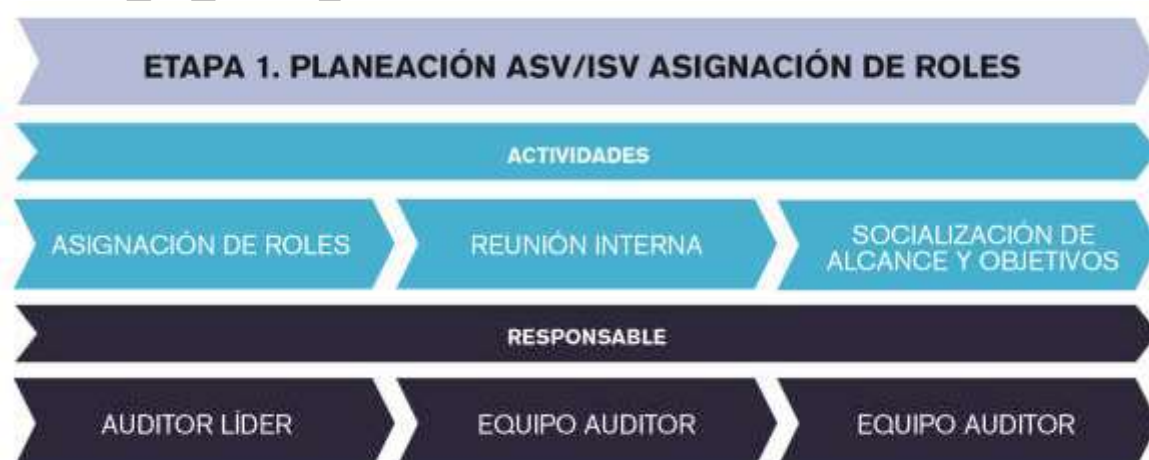 ETAPA 1. PLANEACIÓN ASV/ISV ASIGNACIÓN DE ROLES
ACTIVIDADES
ASIGNACIÓN DE ROLES
REUNIÓN INTERNA
SOCIALIZACIÓN DE
ALCANCE Y OBJETIVOS
RESPONSABLE
AUDITOR LÍDER
EQUIPO AUDITOR
EQUIPO AUDITOR